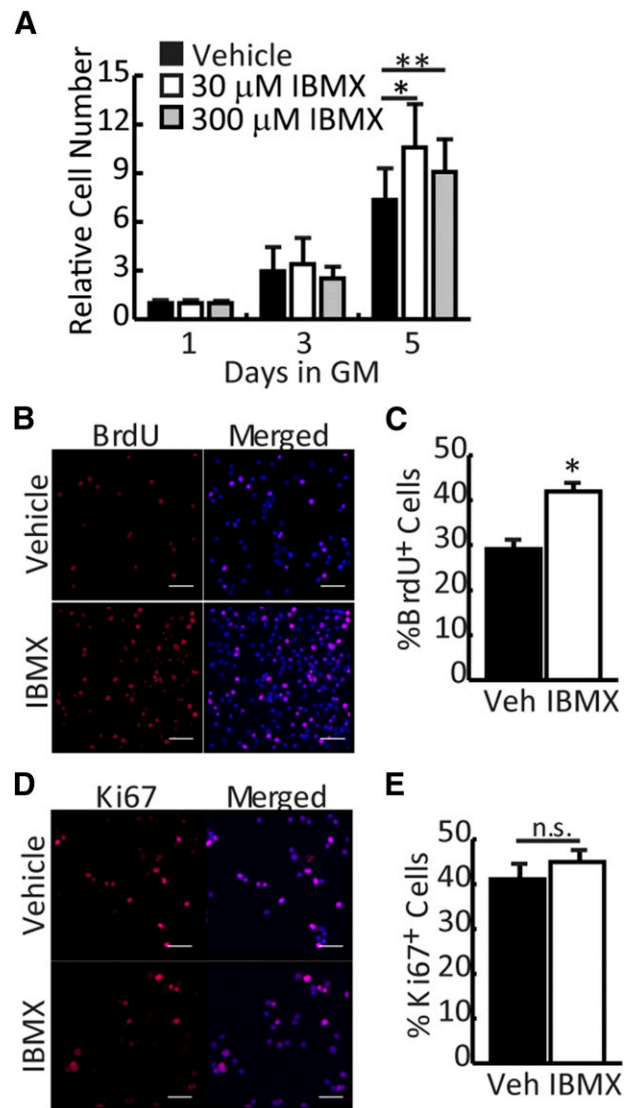 A
Vehicle
30 μM IBMX
300 μM IBMX
**
*
Relative Cell Number
15
12
9
6
3
0
1 3 5
Days in GM
B
BrdU Merged
Vehicle
IBMX
C
%BrdU+ Cells
50
40
30
20
10
0
*
Veh IBMX
D
Ki67 Merged
Vehicle
IBMX
E
% Ki67+ Cells
50
40
30
20
10
0
n.s.
Veh IBMX